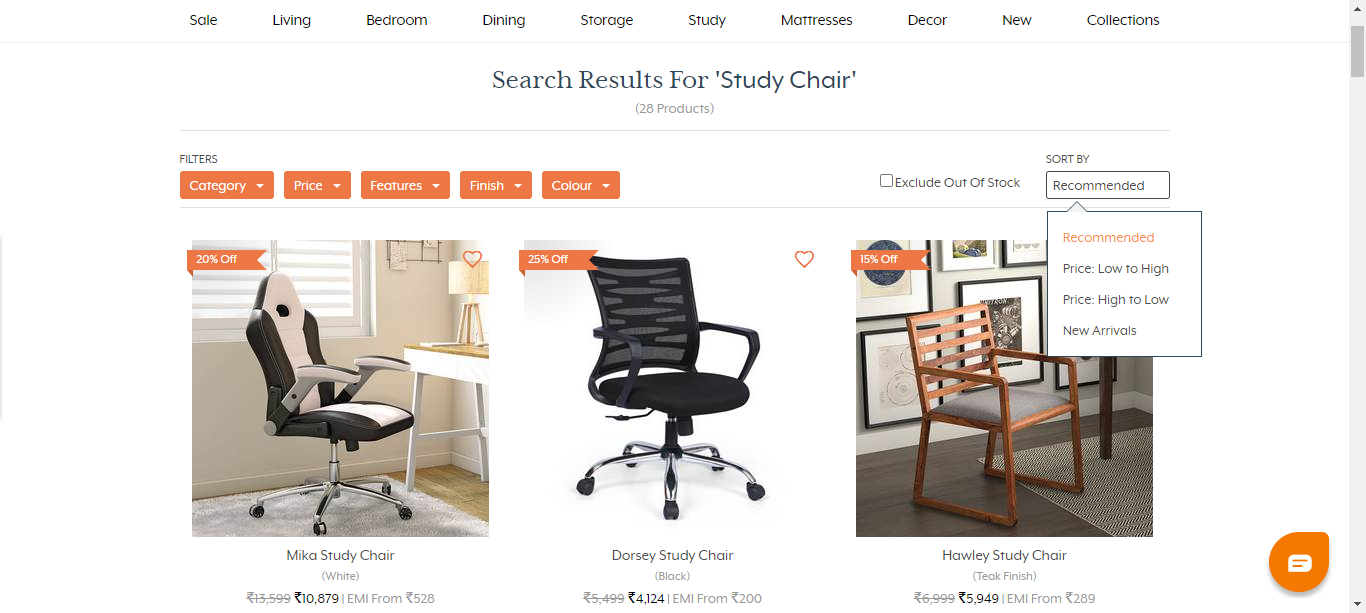 Sale Living Bedroom Dining Storage Study Mattresses Decor New Collections
Search Results For 'Study Chair'
(28 Products)
FILTERS
SORT BY
Category Price Features Finish Colour
Exclude Out Of Stock
Recommended
Recommended
Price: Low to High
Price: High to Low
New Arrivals
20% Off
25% Off
15% Off
Mika Study Chair
(White)
₹13,599 ₹10,879 | EMI From ₹528
Dorsey Study Chair
(Black)
₹5,499 ₹4,124 | EMI From ₹200
Hawley Study Chair
(Teak Finish)
₹6,999 ₹5,949 | EMI From ₹289